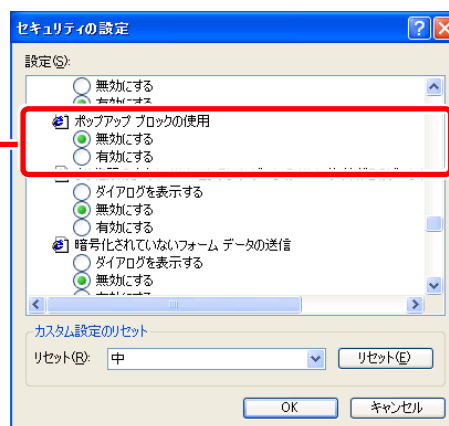 セキュリティの設定
設定(S):
無効にする
有効にする
ポップアップ ブロックの使用
無効にする
有効にする
ダイアログを表示する
無効にする
有効にする
暗号化されていないフォーム データの送信
ダイアログを表示する
無効にする
カスタム設定のリセット
リセット(R):
中
リセット(E)
OK
キャンセル